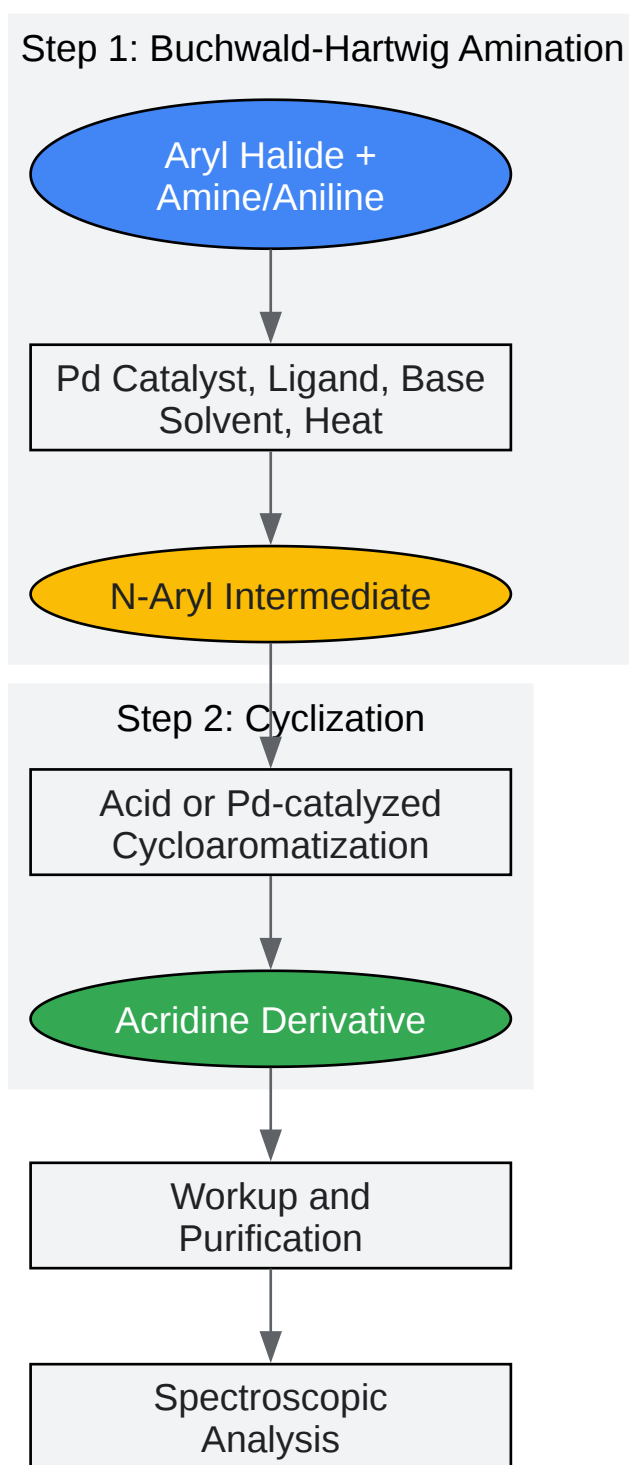 Step 1: Buchwald-Hartwig Amination
Aryl Halide +
Amine/Aniline
Pd Catalyst, Ligand, Base
Solvent, Heat
N-Aryl Intermediate
Step 2: Cyclization
Acid or Pd-catalyzed
Cycloaromatization
Acridine Derivative
Workup and
Purification
Spectroscopic
Analysis